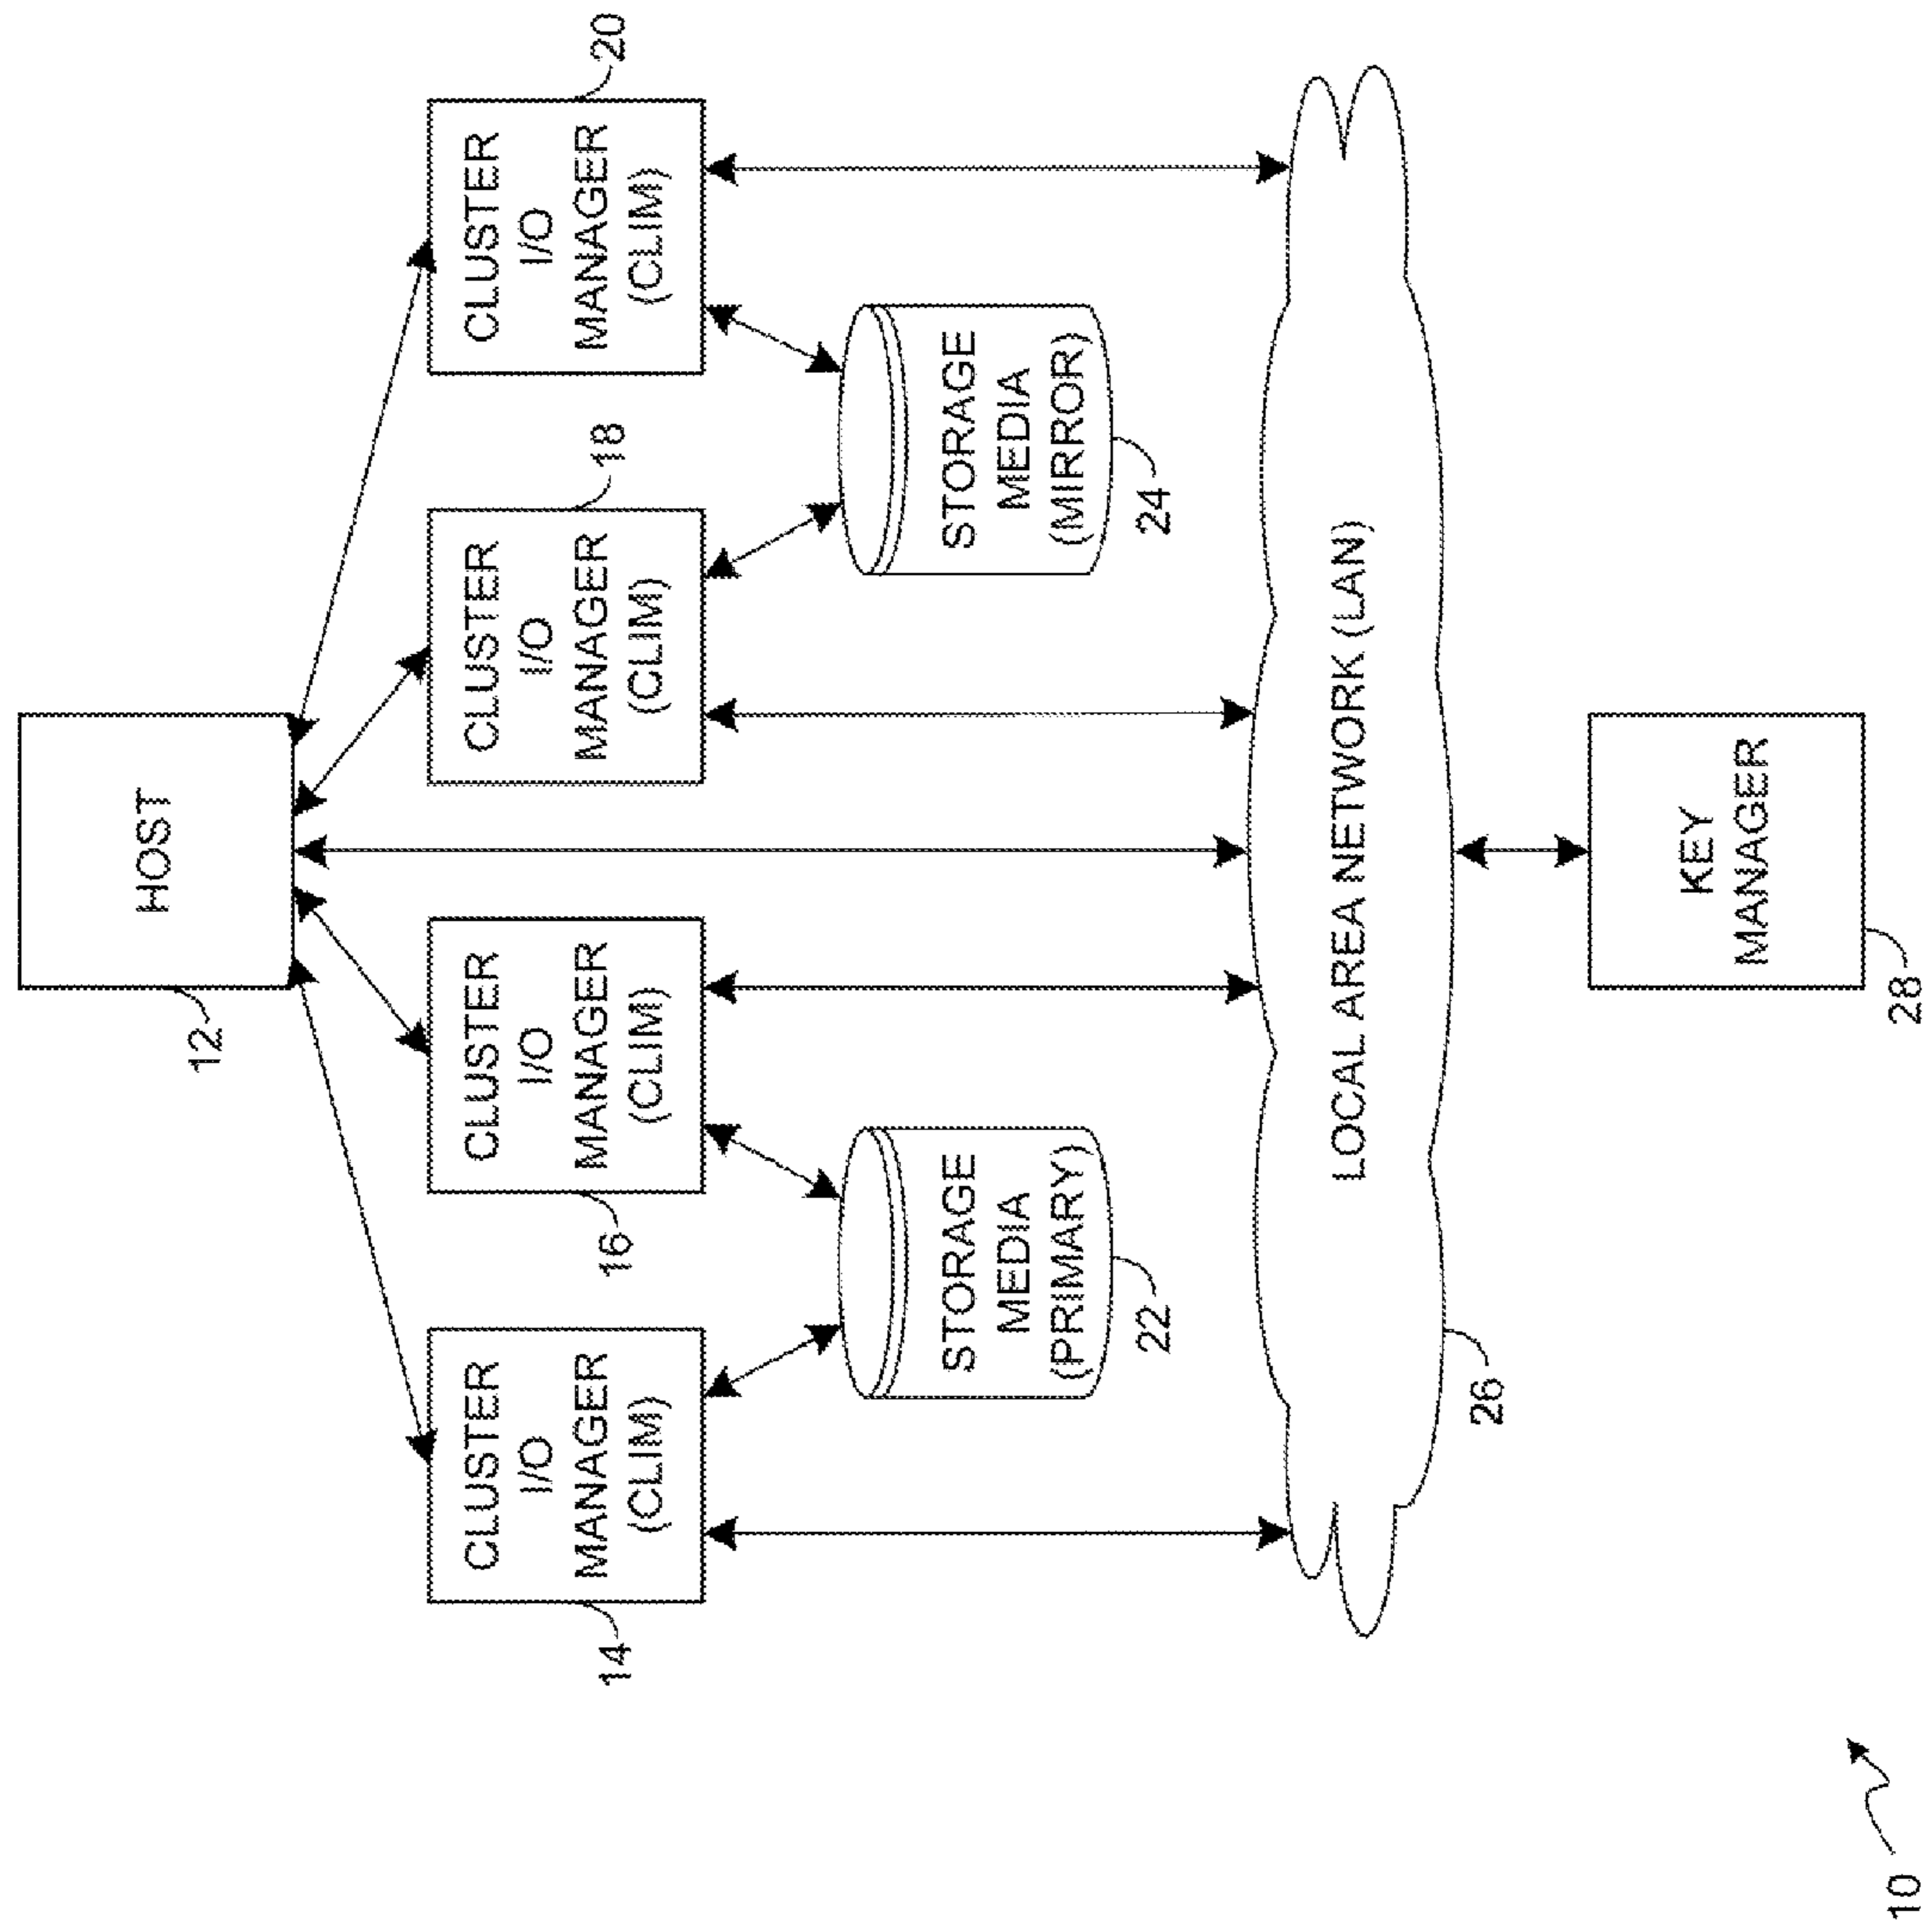 HOST
12
CLUSTER
I/O
MANAGER
(CLIM)
14
CLUSTER
I/O
MANAGER
(CLIM)
16
CLUSTER
I/O
MANAGER
(CLIM)
18
CLUSTER
I/O
MANAGER
(CLIM)
20
STORAGE
MEDIA
(PRIMARY)
22
STORAGE
MEDIA
(MIRROR)
24
LOCAL AREA NETWORK (LAN)
26
KEY
MANAGER
28
10